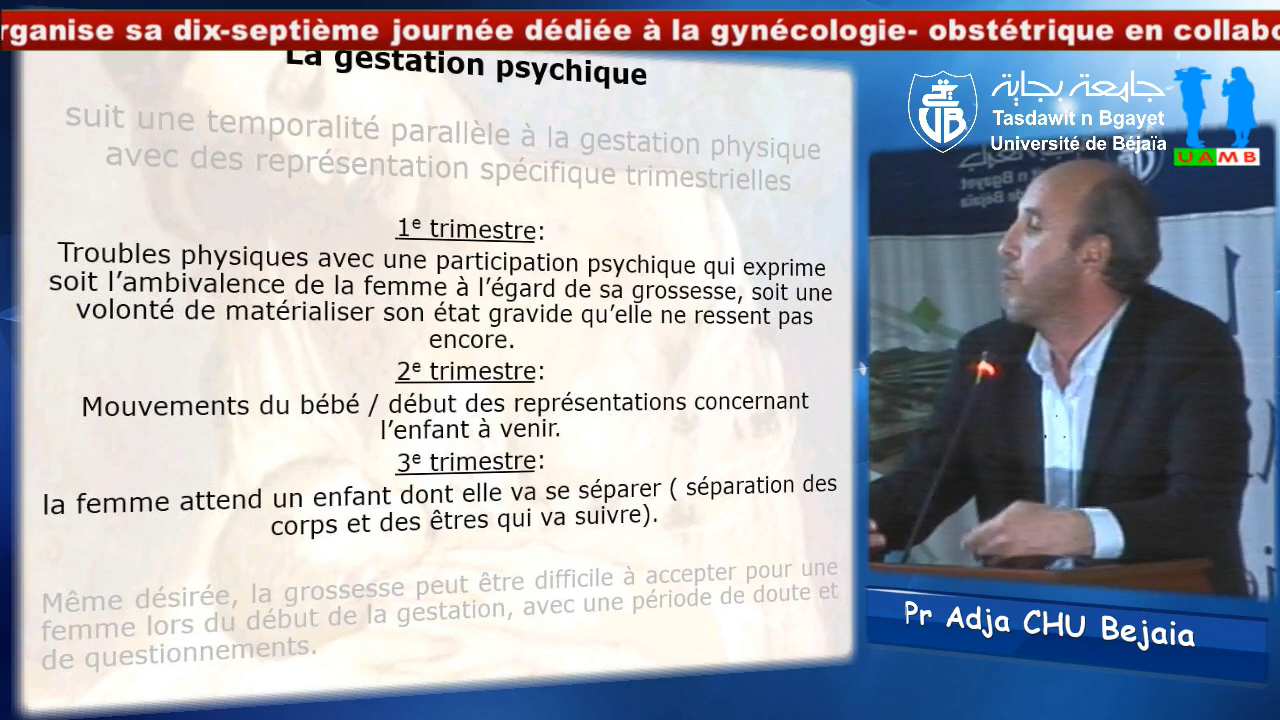 rganise sa dix-septième journée dédiée à la gynécologie- obstétrique en collabo
La gestation psychique
suit une temporalité parallèle à la gestation physique
avec des représentation spécifique trimestrielles
1e trimestre:
Troubles physiques avec une participation psychique qui exprime
soit l’ambivalence de la femme à l’égard de sa grossesse, soit une
volonté de matérialiser son état gravide qu’elle ne ressent pas
encore.
2e trimestre:
Mouvements du bébé / début des représentations concernant
l’enfant à venir.
3e trimestre:
la femme attend un enfant dont elle va se séparer ( séparation des
corps et des êtres qui va suivre).
Même désirée, la grossesse peut être difficile à accepter pour une
femme lors du début de la gestation, avec une période de doute et
de questionnements.
جامعة بجاية
Tasdawit n Bgayet
Université de Béjaïa
UAMB
Pr Adja CHU Bejaia